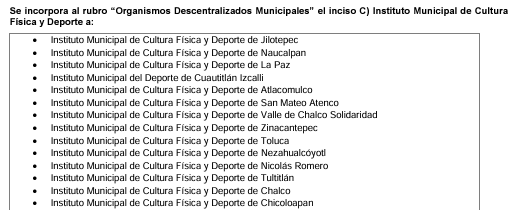 Se incorpora al rubro “Organismos Descentralizados Municipales” el inciso C) Instituto Municipal de Cultura
Física y Deporte a:
• Instituto Municipal de Cultura Física y Deporte de Jilotepec
• Instituto Municipal de Cultura Física y Deporte de Naucalpan
• Instituto Municipal de Cultura Física y Deporte de La Paz
• Instituto Municipal del Deporte de Cuautitlán Izcalli
• Instituto Municipal de Cultura Física y Deporte de Atlacomulco
• Instituto Municipal de Cultura Física y Deporte de San Mateo Atenco
• Instituto Municipal de Cultura Física y Deporte de Valle de Chalco Solidaridad
• Instituto Municipal de Cultura Física y Deporte de Zinacantepec
• Instituto Municipal de Cultura Física y Deporte de Toluca
• Instituto Municipal de Cultura Física y Deporte de Nezahualcóyotl
• Instituto Municipal de Cultura Física y Deporte de Nicolás Romero
• Instituto Municipal de Cultura Física y Deporte de Tultitlán
• Instituto Municipal de Cultura Física y Deporte de Chalco
• Instituto Municipal de Cultura Física y Deporte de Chicoloapan